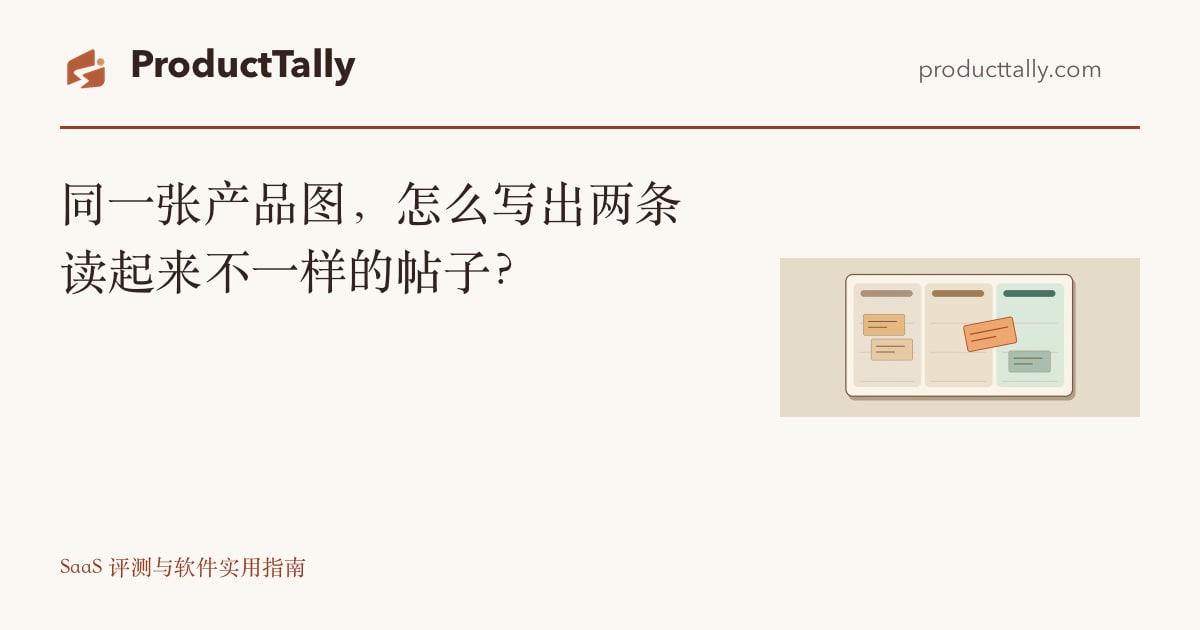 ProductTally
producttally.com
同一张产品图，怎么写出两条
读起来不一样的帖子？
SaaS 评测与软件实用指南